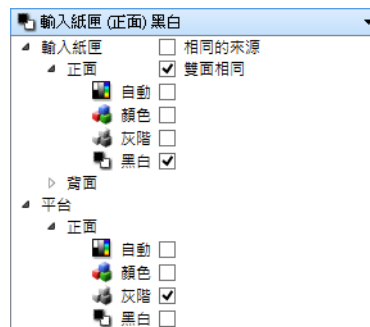 輸入紙匣 (正面) 黑白
輸入紙匣 相同的來源
正面 雙面相同
自動
顏色
灰階
黑白
背面
平台
正面
自動
顏色
灰階
黑白